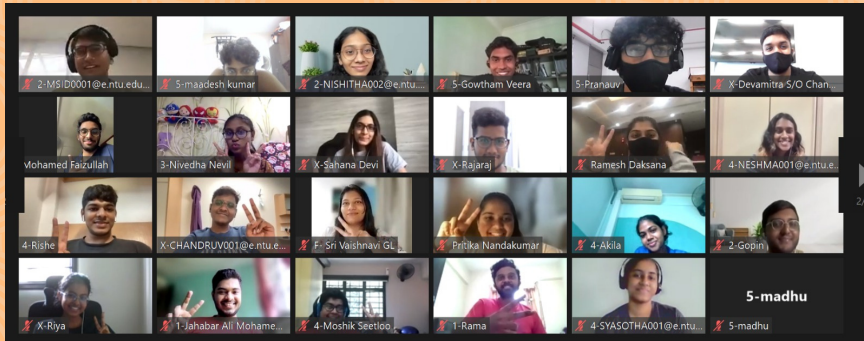 2-MSID0001@e.ntu.edu...
5-maadesh kumar
2-NISHITHA002@e.ntu....
5-Gowtham Veera
5-Pranauv
X-Devamitra S/O Chan...
Mohamed Faizullah
3-Nivedha Nevil
X-Sahana Devi
X-Rajaraj
Ramesh Daksana
4-NESHMA001@e.ntu.e...
4-Rishe
X-CHANDRUV001@e.ntu.e...
F- Sri Vaishnavi GL
Pritika Nandakumar
4-Akila
2-Gopin
X-Riya
1-Jahabar Ali Mohame...
4-Moshik Seetloo
1-Rama
4-SYASOTHA001@e.ntu...
5-madhu
5-madhu